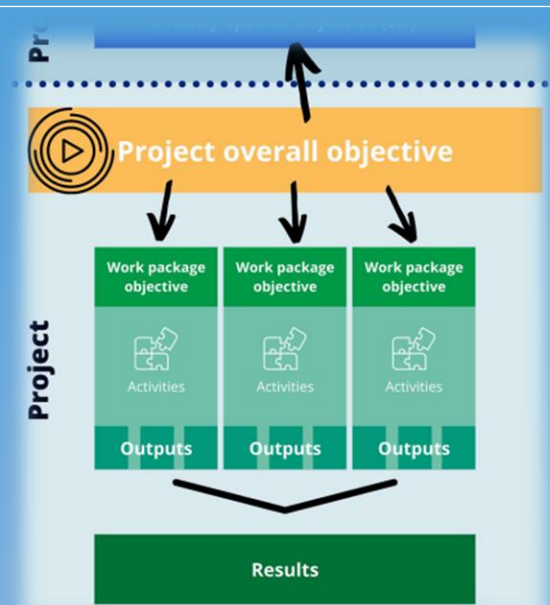 Project overall objective
Work package
objective
Work package
objective
Work package
objective
Activities
Activities
Activities
Outputs
Outputs
Outputs
Project
Results